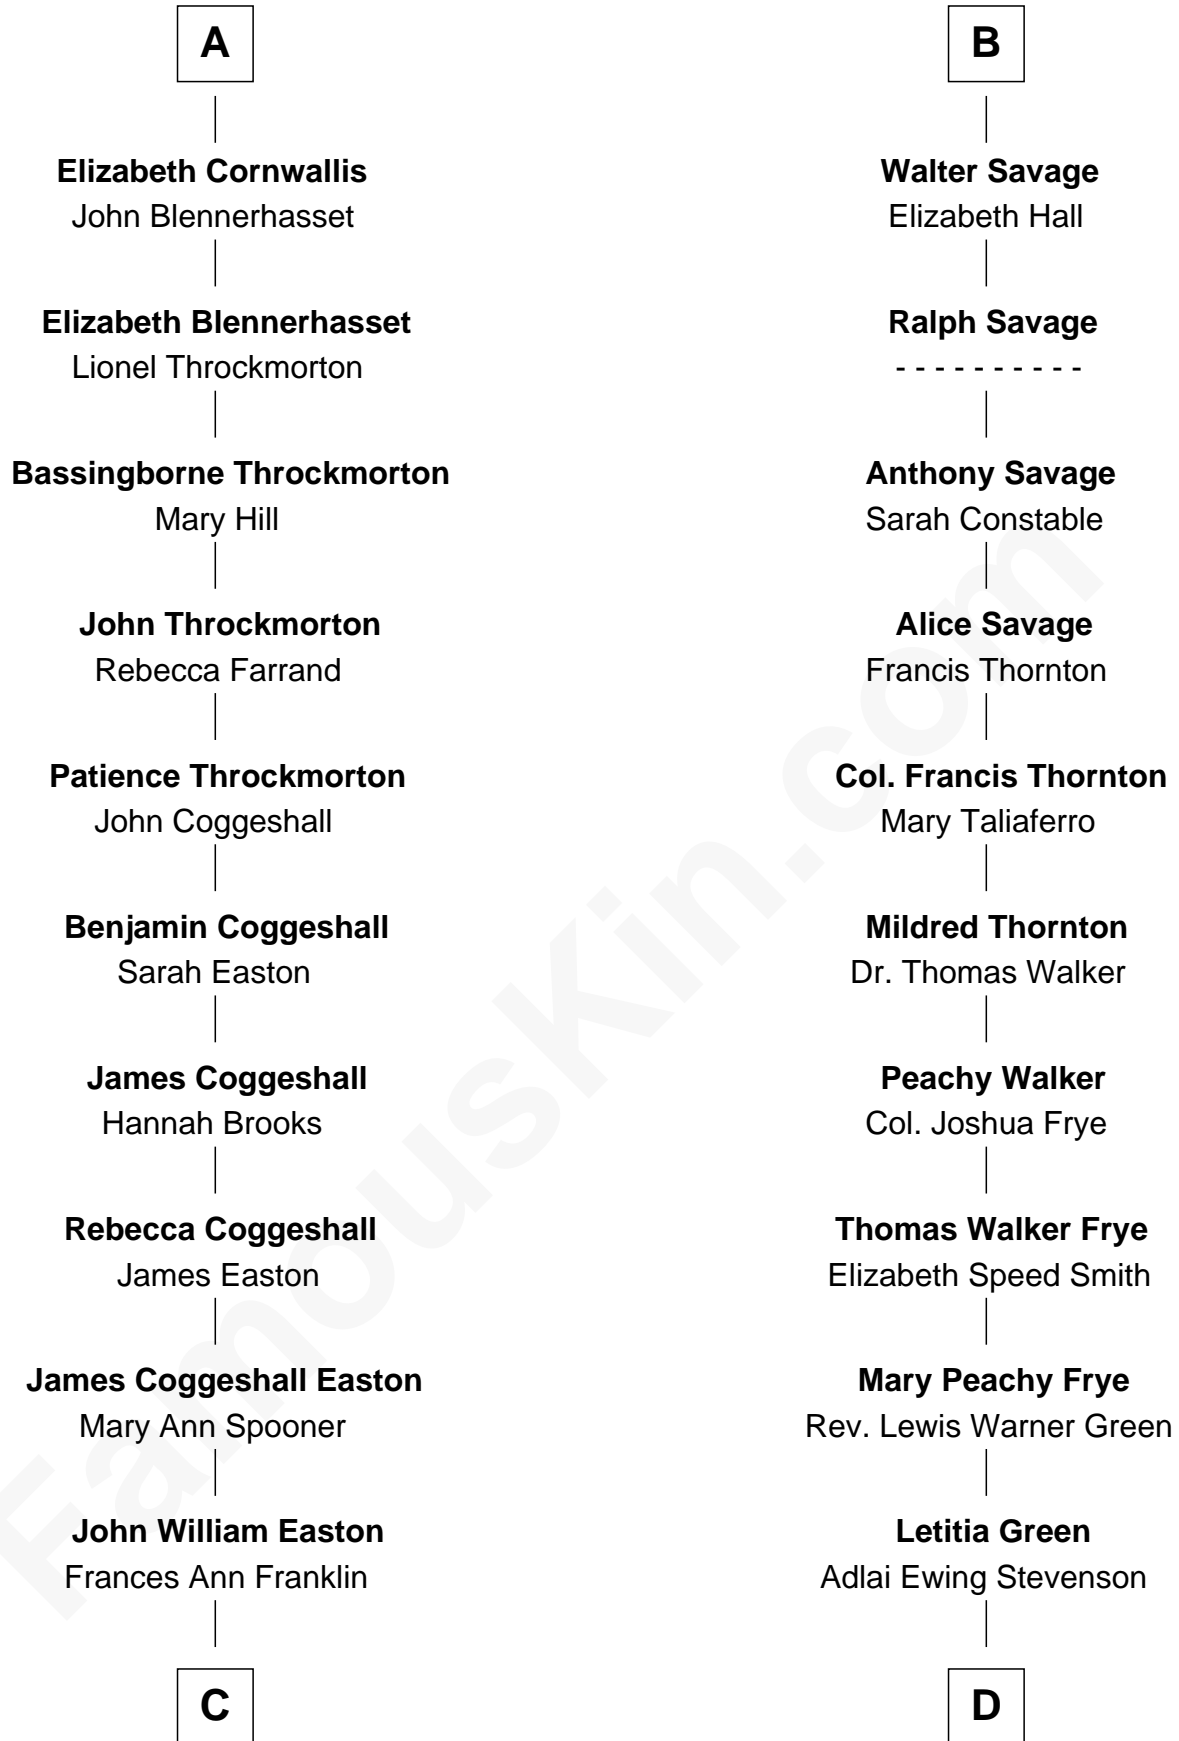 A
Elizabeth Cornwallis
John Blennerhasset
Elizabeth Blennerhasset
Lionel Throckmorton
Bassingborne Throckmorton
Mary Hill
John Throckmorton
Rebecca Farrand
Patience Throckmorton
John Coggeshall
Benjamin Coggeshall
Sarah Easton
James Coggeshall
Hannah Brooks
Rebecca Coggeshall
James Easton
James Coggeshall Easton
Mary Ann Spooner
John William Easton
Frances Ann Franklin
C
B
Walter Savage
Elizabeth Hall
Ralph Savage
- - - - - - - - - -
Anthony Savage
Sarah Constable
Alice Savage
Francis Thornton
Col. Francis Thornton
Mary Taliaferro
Mildred Thornton
Dr. Thomas Walker
Peachy Walker
Col. Joshua Frye
Thomas Walker Frye
Elizabeth Speed Smith
Mary Peachy Frye
Rev. Lewis Warner Green
Letitia Green
Adlai Ewing Stevenson
D
FamousKin.com